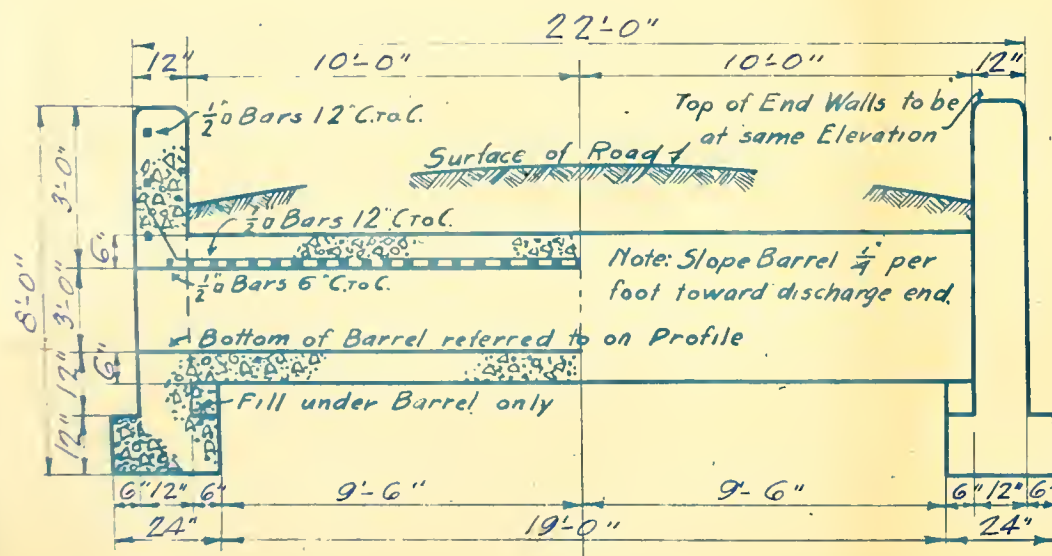 22'-0"
12" 10'-0" 10'-0" 12"
½"▫ Bars 12" C.To.C.
Top of End Walls to be
at same Elevation
Surface of Road
½"▫ Bars 12" C.To C.
½"▫ Bars 6" C.To C.
Note: Slope Barrel ¼" per
foot toward discharge end.
Bottom of Barrel referred to on Profile
Fill under Barrel only
8'-0"
3'-0"
6"
3'-0"
12"
6"
12"
6" 12" 6" 9'-6" 9'-6" 6" 12" 6"
24" 19'-0" 24"